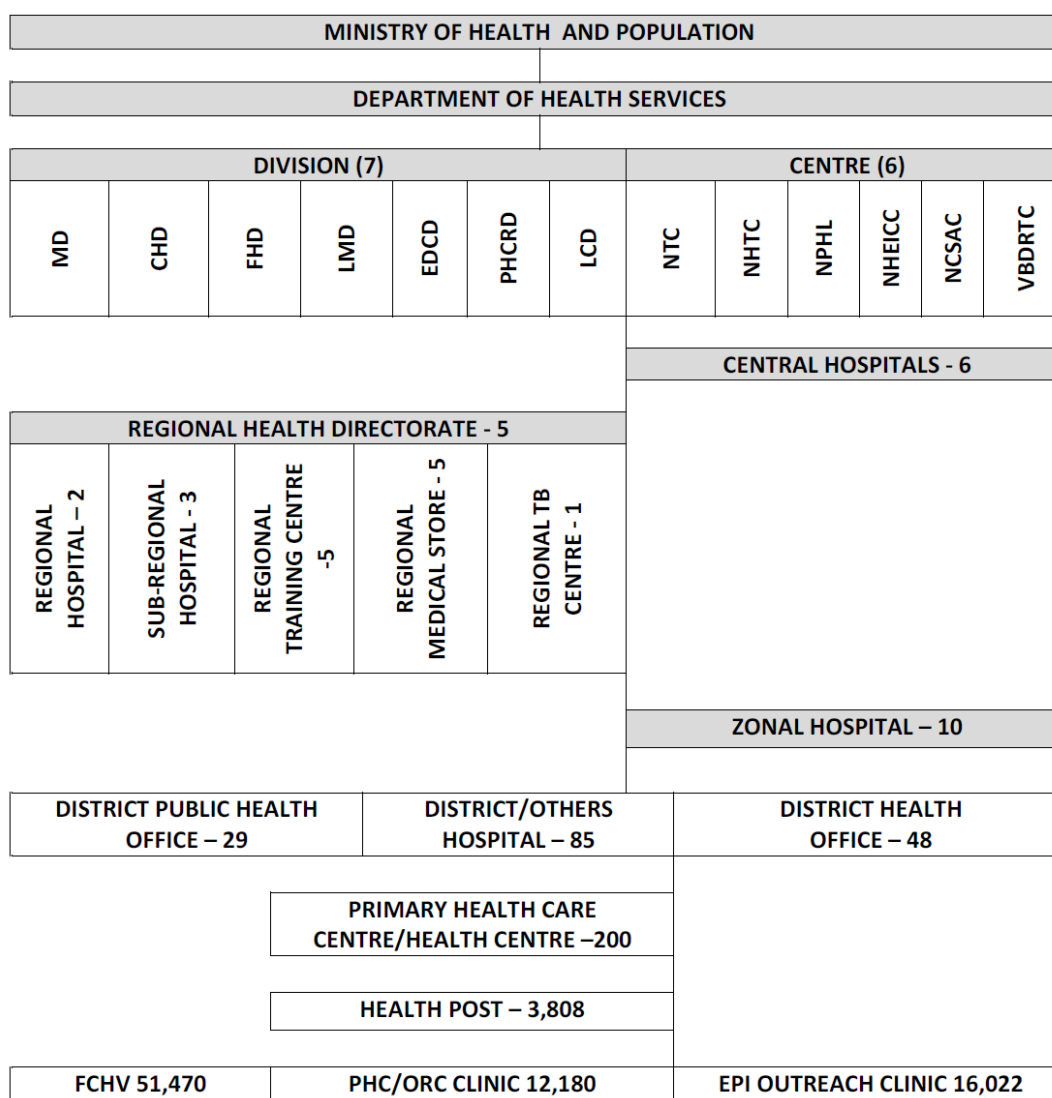 MINISTRY OF HEALTH AND POPULATION
DEPARTMENT OF HEALTH SERVICES
DIVISION (7)
CENTRE (6)
MD
CHD
FHD
LMD
EDCD
PHCRD
LCD
NTC
NHTC
NPHL
NHEICC
NCSAC
VBDRTC
CENTRAL HOSPITALS - 6
REGIONAL HEALTH DIRECTORATE - 5
REGIONAL
HOSPITAL – 2
SUB-REGIONAL
HOSPITAL - 3
REGIONAL
TRAINING CENTRE
-5
REGIONAL
MEDICAL STORE - 5
REGIONAL TB
CENTRE - 1
ZONAL HOSPITAL – 10
DISTRICT PUBLIC HEALTH
OFFICE – 29
DISTRICT/OTHERS
HOSPITAL – 85
DISTRICT HEALTH
OFFICE – 48
PRIMARY HEALTH CARE
CENTRE/HEALTH CENTRE –200
HEALTH POST – 3,808
FCHV 51,470
PHC/ORC CLINIC 12,180
EPI OUTREACH CLINIC 16,022